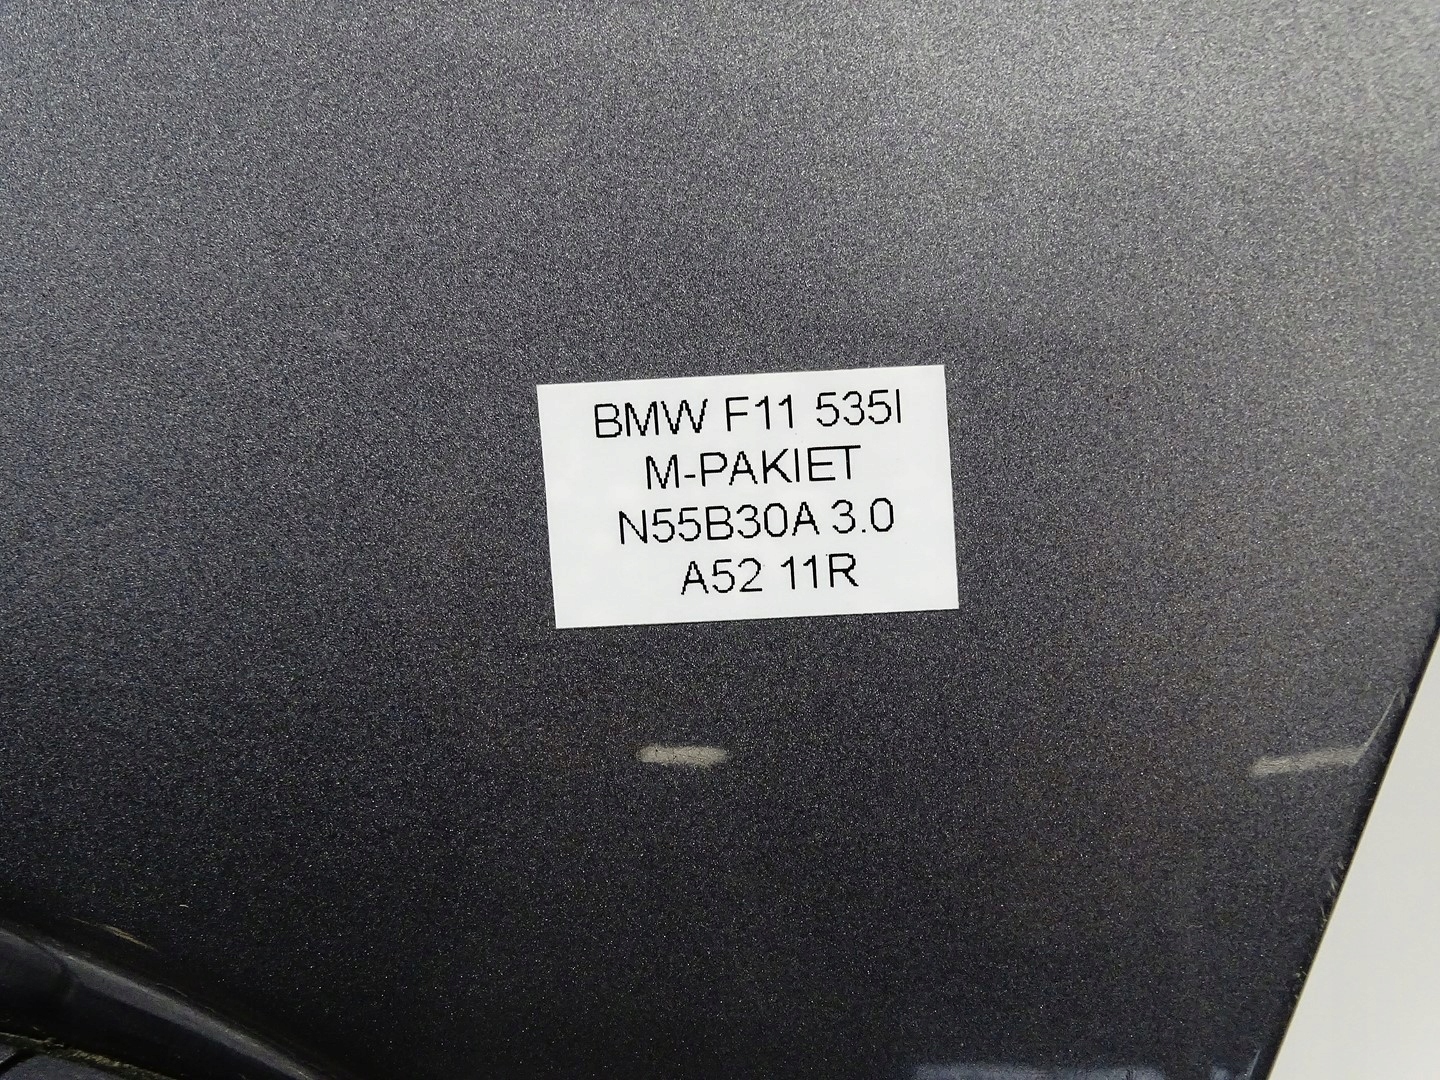 BMW F11 535I
M-PAKIET
N55B30A 3.0
A52 11R